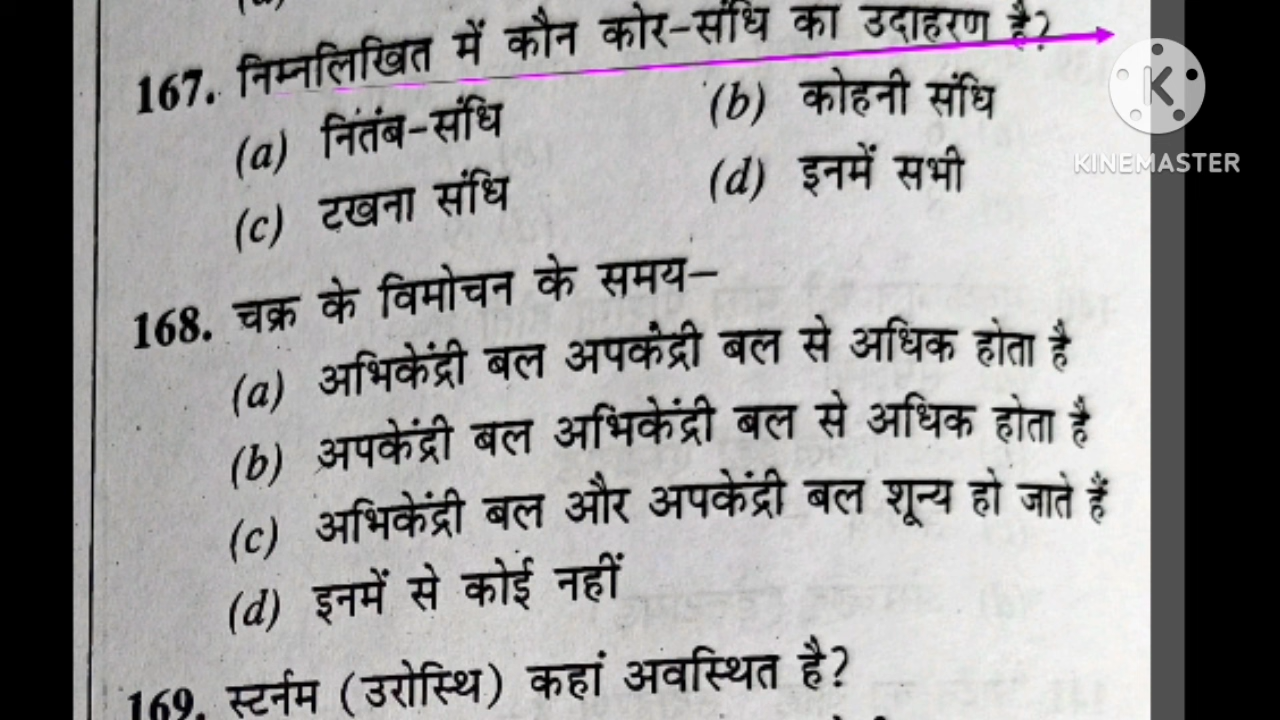 167. निम्नलिखित में कौन कोर-संधि का उदाहरण है?
(a) नितंब-संधि (b) कोहनी संधि
(c) टखना संधि (d) इनमें सभी
168. चक्र के विमोचन के समय–
(a) अभिकेंद्री बल अपकेंद्री बल से अधिक होता है
(b) अपकेंद्री बल अभिकेंद्री बल से अधिक होता है
(c) अभिकेंद्री बल और अपकेंद्री बल शून्य हो जाते हैं
(d) इनमें से कोई नहीं
169. स्टर्नम (उरोस्थि) कहां अवस्थित है?
K
KINEMASTER